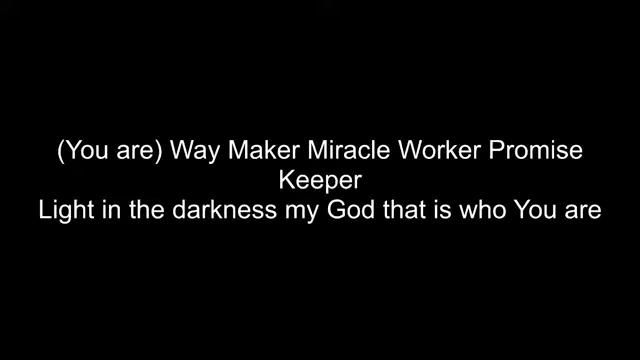 (You are) Way Maker Miracle Worker Promise
Keeper
Light in the darkness my God that is who You are